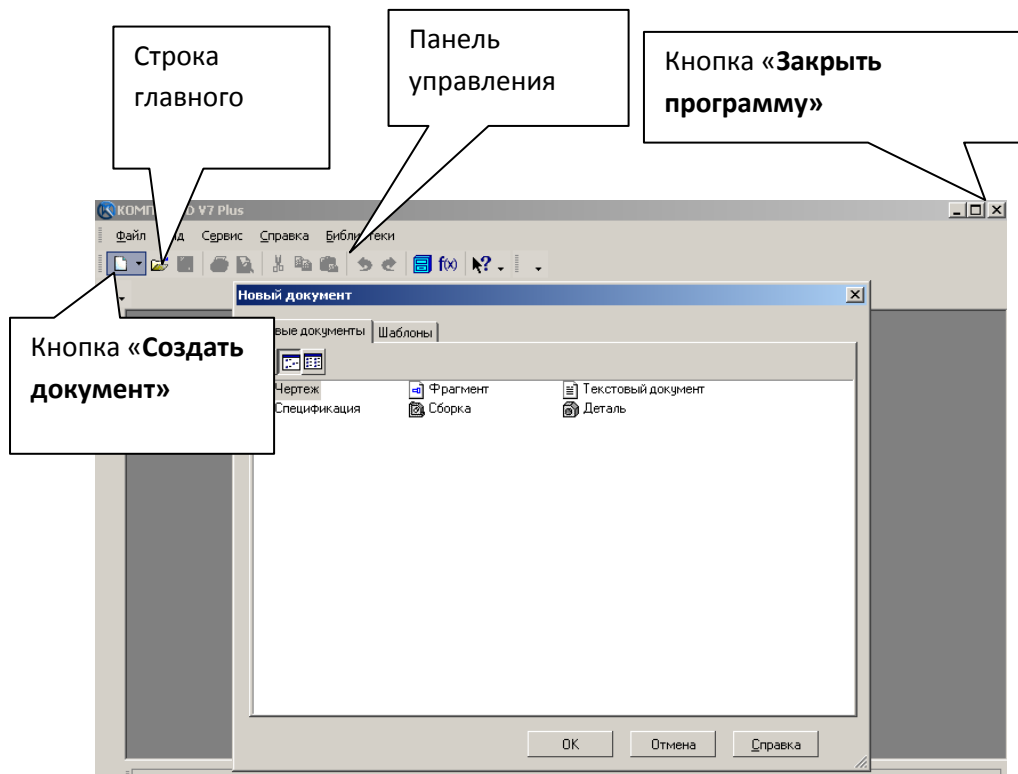 Строка
главного
Панель
управления
Кнопка «Закрыть
программу»
V7 Plus
Файл Сервис Справка
f(x) ?
Новый документ
документы Шаблоны
Кнопка «Создать
документ»
Чертеж Фрагмент Текстовый документ
Спецификация Сборка Деталь
OK Отмена Справка